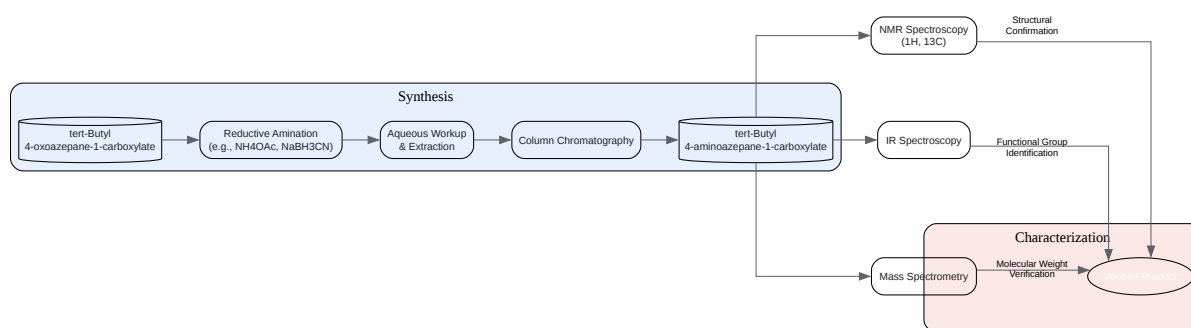 Synthesis
tert-Butyl
4-oxoazepane-1-carboxylate
Reductive Amination
(e.g., NH4OAc, NaBH3CN)
Aqueous Workup
& Extraction
Column Chromatography
tert-Butyl
4-aminoazepane-1-carboxylate
NMR Spectroscopy
(1H, 13C)
Structural
Confirmation
IR Spectroscopy
Functional Group
Identification
Characterization
Mass Spectrometry
Molecular Weight
Verification
Verified Product